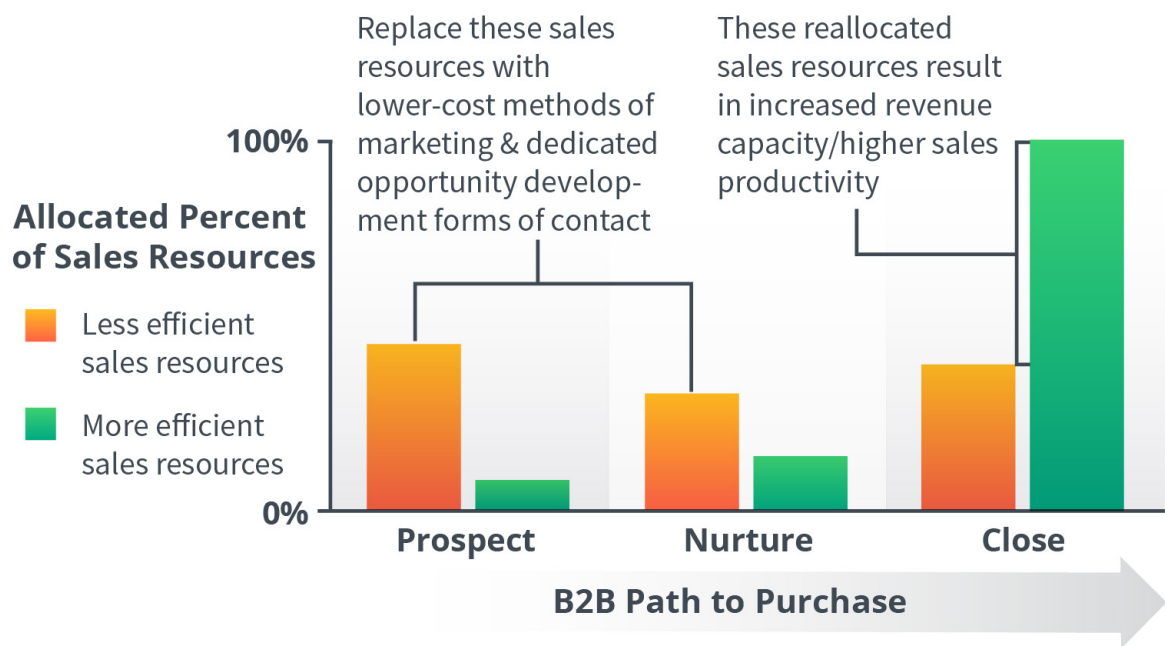 Replace these sales
resources with
lower-cost methods of
marketing & dedicated
opportunity develop-
ment forms of contact
These reallocated
sales resources result
in increased revenue
capacity/higher sales
productivity
100%
Allocated Percent
of Sales Resources
Less efficient
sales resources
More efficient
sales resources
0%
Prospect
Nurture
Close
B2B Path to Purchase